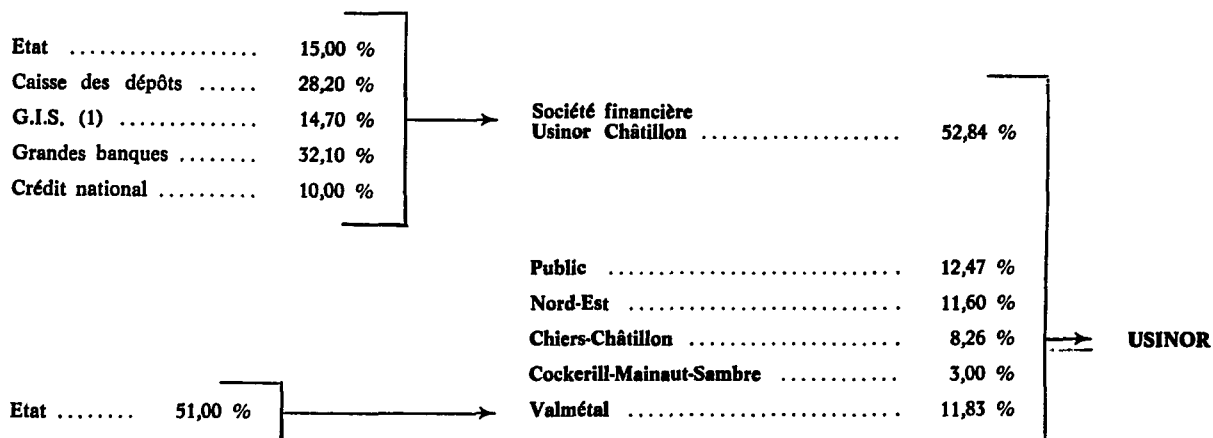 Etat .................. 15,00 %
Caisse des dépôts ...... 28,20 %
G.I.S. (1) ............. 14,70 %
Grandes banques ........ 32,10 %
Crédit national .......... 10,00 %
Société financière
Usinor Châtillon .................... 52,84 %
Public ............................ 12,47 %
Nord-Est .......................... 11,60 %
Chiers-Châtillon ..................... 8,26 %
Cockerill-Mainaut-Sambre ............ 3,00 %
Valmétal ........................... 11,83 %
USINOR
Etat ........ 51,00 %